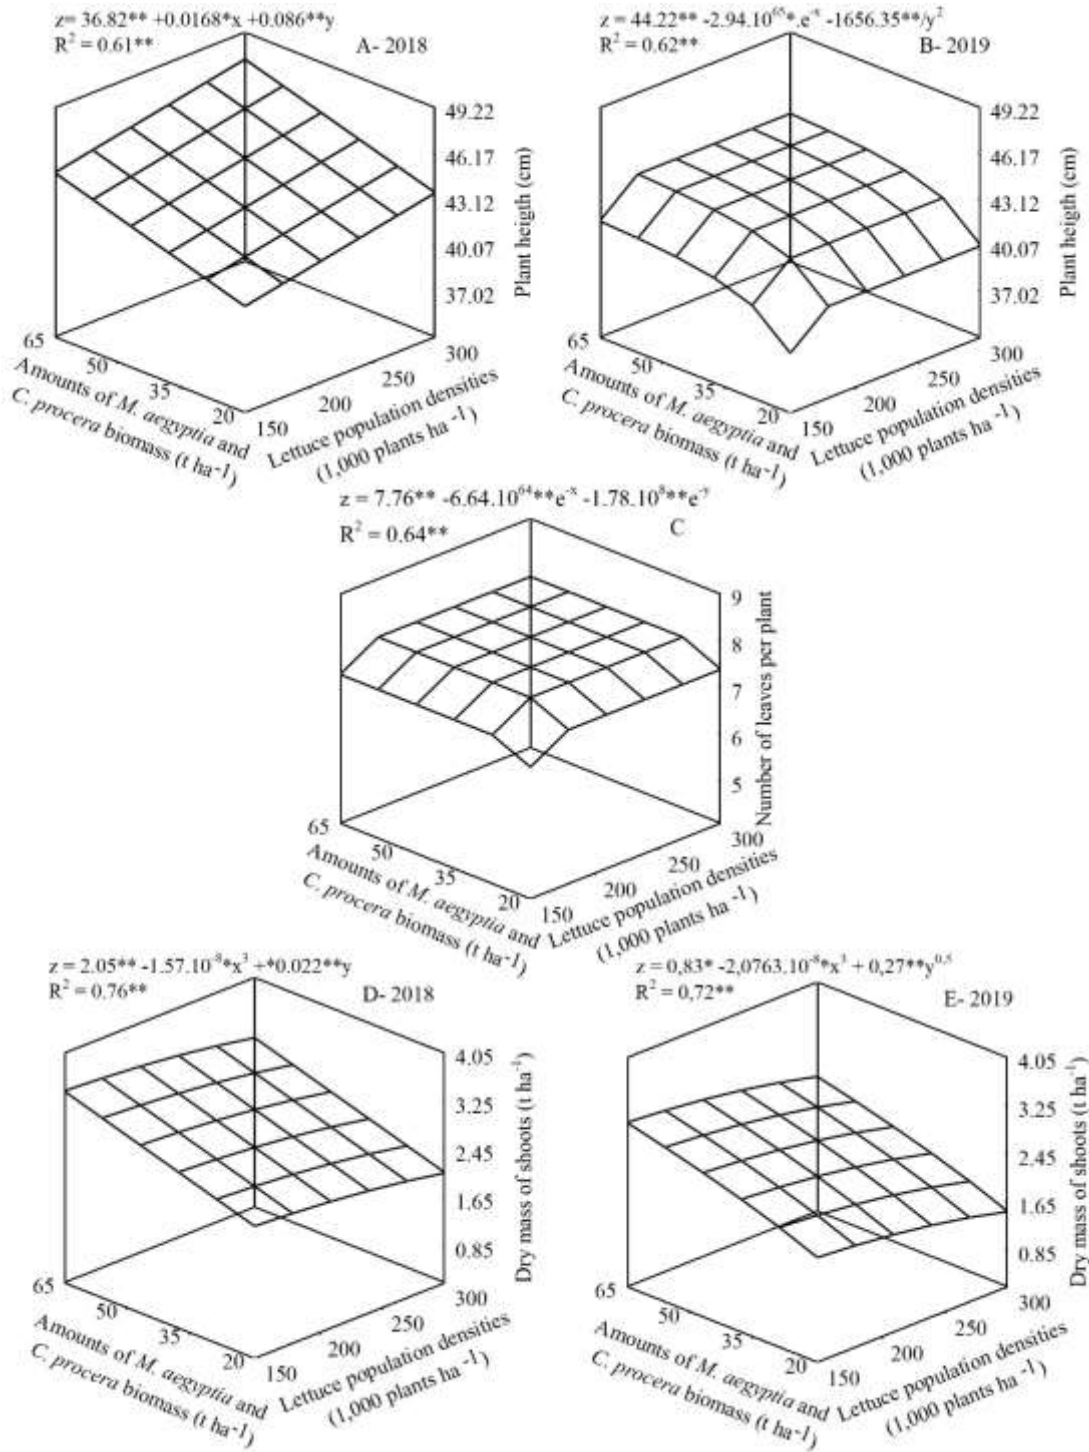 z= 36.82** +0.0168*x +0.086**y
R² = 0.61**
A- 2018
49.22
46.17
43.12
40.07
37.02
Plant heigth (cm)
65
50
35
20
Amounts of M. aegyptia and
C. procera biomass (t ha⁻¹)
150
200
250
300
Lettuce population densities
(1,000 plants ha ⁻¹)
z = 44.22** -2.94.10⁶⁵*.e⁻ˣ -1656.35**/y²
R² = 0.62**
B- 2019
49.22
46.17
43.12
40.07
37.02
Plant heigth (cm)
65
50
35
20
Amounts of M. aegyptia and
C. procera biomass (t ha⁻¹)
150
200
250
300
Lettuce population densities
(1,000 plants ha ⁻¹)
z = 7.76** -6.64.10⁶⁴**e⁻ˣ -1.78.10⁸**e⁻ʸ
R² = 0.64**
C
9
8
7
6
5
Number of leaves per plant
65
50
35
20
Amounts of M. aegyptia and
C. procera biomass (t ha⁻¹)
150
200
250
300
Lettuce population densities
(1,000 plants ha ⁻¹)
z = 2.05** -1.57.10⁻⁸*x³ +*0.022**y
R² = 0.76**
D- 2018
4.05
3.25
2.45
1.65
0.85
Dry mass of shoots (t ha⁻¹)
65
50
35
20
Amounts of M. aegyptia and
C. procera biomass (t ha⁻¹)
150
200
250
300
Lettuce population densities
(1,000 plants ha ⁻¹)
z = 0,83* -2,0763.10⁻⁸*x³ + 0,27**y⁰,⁵
R² = 0,72**
E- 2019
4.05
3.25
2.45
1.65
0.85
Dry mass of shoots (t ha⁻¹)
65
50
35
20
Amounts of M. aegyptia and
C. procera biomass (t ha⁻¹)
150
200
250
300
Lettuce population densities
(1,000 plants ha ⁻¹)